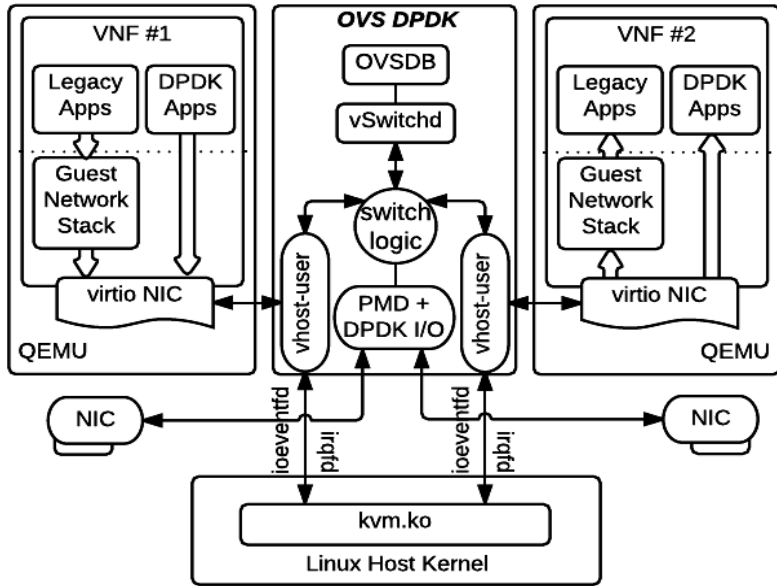 VNF #1
Legacy
Apps
DPDK
Apps
Guest
Network
Stack
virtio NIC
QEMU
OVS DPDK
OVSDB
vSwitchd
switch
logic
vhost-user
PMD +
DPDK I/O
vhost-user
VNF #2
Legacy
Apps
DPDK
Apps
Guest
Network
Stack
virtio NIC
QEMU
NIC
ioeventfd
irqfd
ioeventfd
irqfd
NIC
kvm.ko
Linux Host Kernel